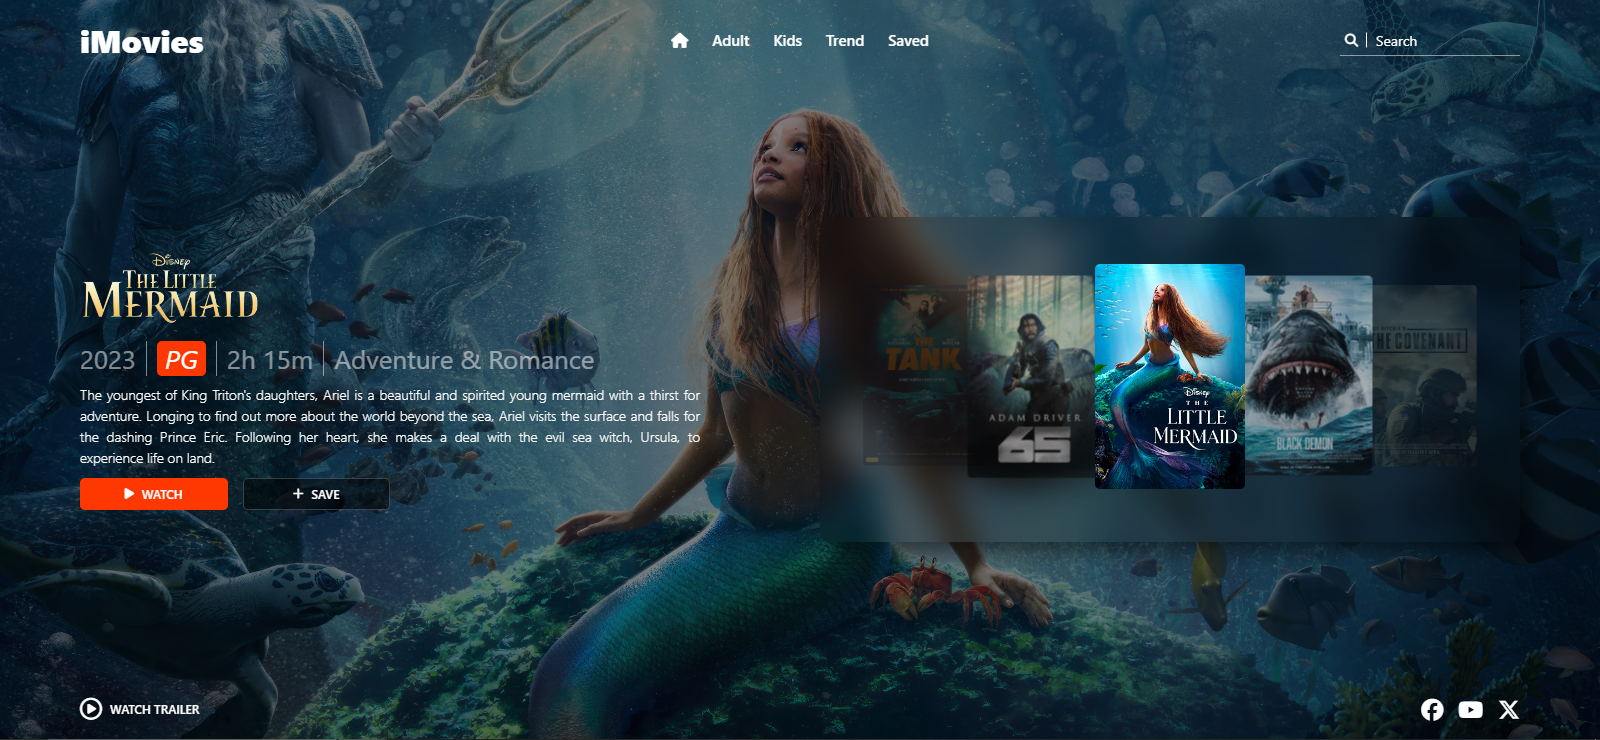 iMovies
Adult
Kids
Trend
Saved
Search
Disney
THE LITTLE
MERMAID
2023
PG
2h 15m
Adventure & Romance
The youngest of King Triton's daughters, Ariel is a beautiful and spirited young mermaid with a thirst for
adventure. Longing to find out more about the world beyond the sea, Ariel visits the surface and falls for
the dashing Prince Eric. Following her heart, she makes a deal with the evil sea witch, Ursula, to
experience life on land.
WATCH
SAVE
THE
TANK
ADAM DRIVER
65
Disney
THE
LITTLE
MERMAID
BLACK DEMON
THE COVENANT
WATCH TRAILER